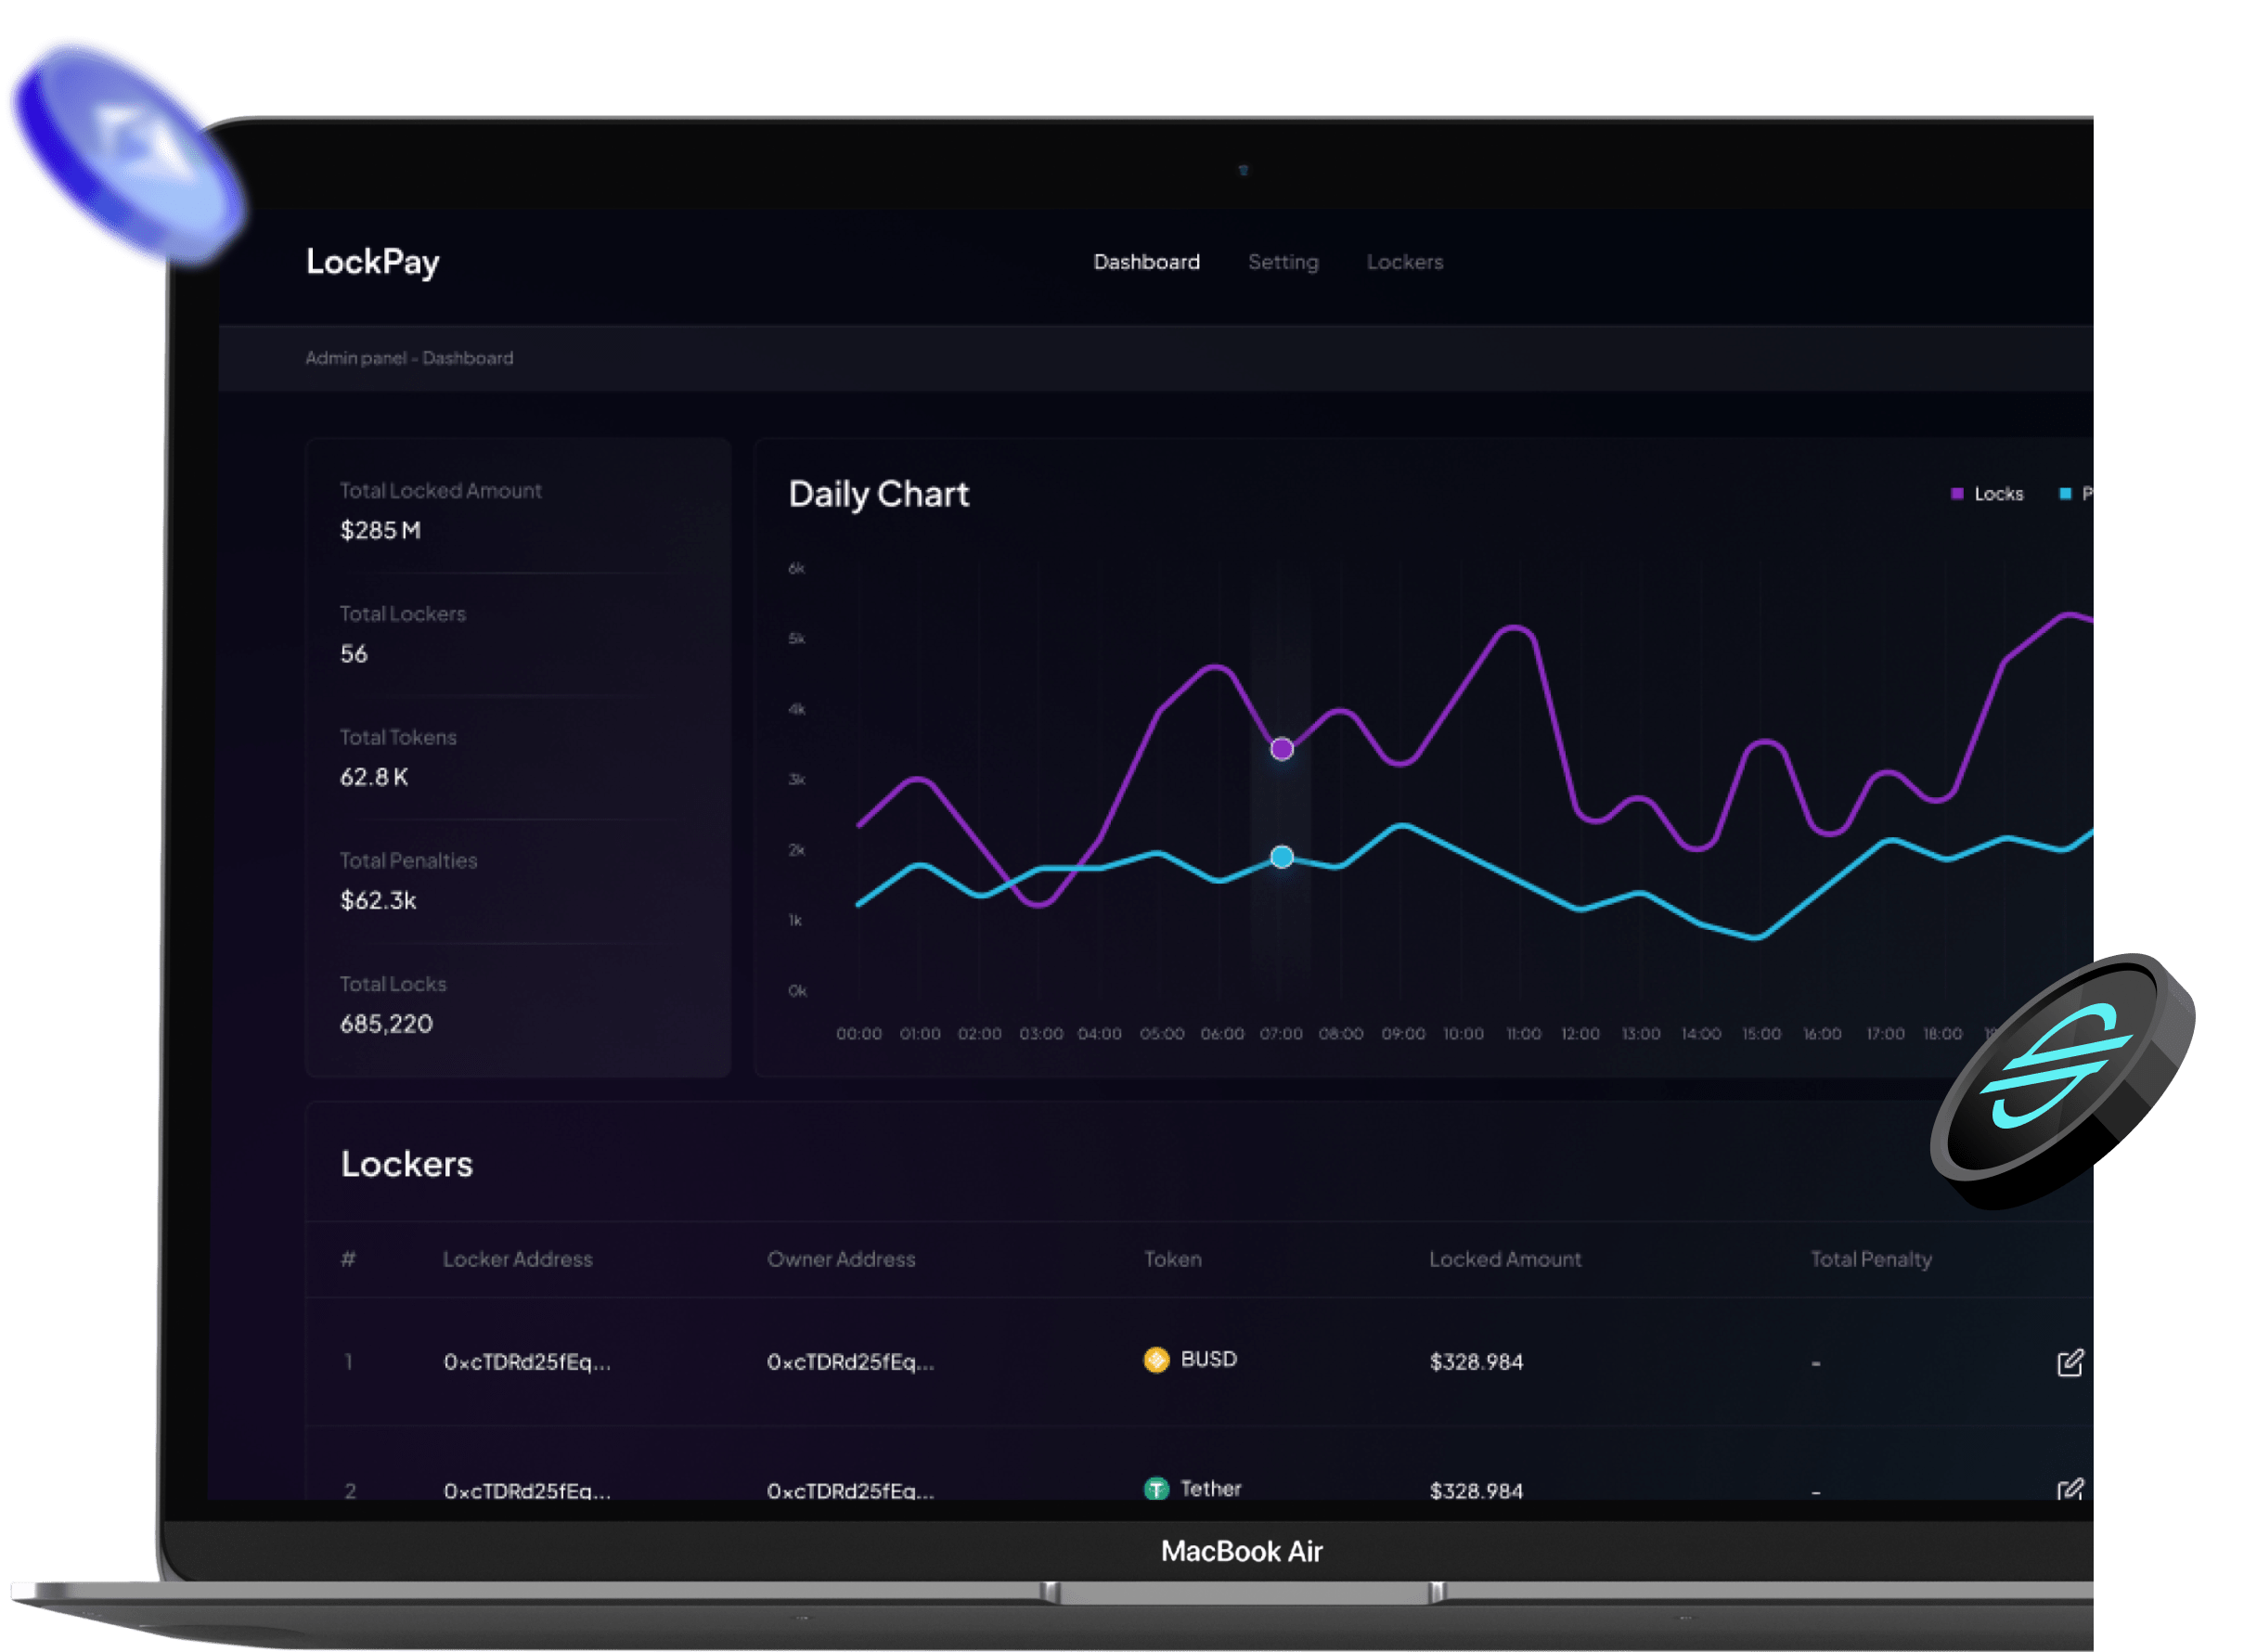 LockPay
Dashboard Setting Lockers
Admin panel - Dashboard
Total Locked Amount
$285 M
Total Lockers
56
Total Tokens
62.8 K
Total Penalties
$62.3k
Total Locks
685,220
Daily Chart
Locks P
6k
5k
4k
3k
2k
1k
0k
00:00 01:00 02:00 03:00 04:00 05:00 06:00 07:00 08:00 09:00 10:00 11:00 12:00 13:00 14:00 15:00 16:00 17:00 18:00
Lockers
# Locker Address Owner Address Token Locked Amount Total Penalty
1 0xcTDRd25fEq... 0xcTDRd25fEq... BUSD $328.984 -
2 0xcTDRd25fEq... 0xcTDRd25fEq... Tether $328.984 -
MacBook Air